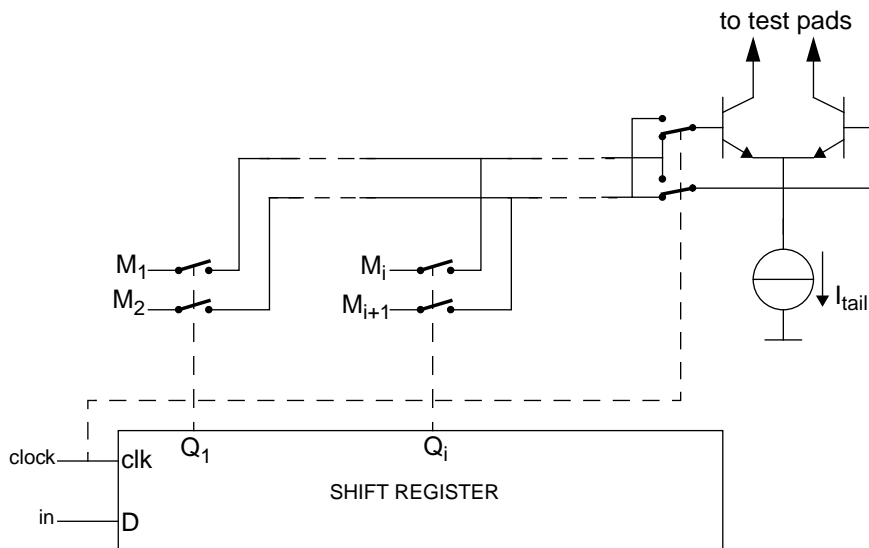 to test pads
M1
Mi
M2
Mi+1
Itail
Q1
Qi
clock
clk
SHIFT REGISTER
in
D